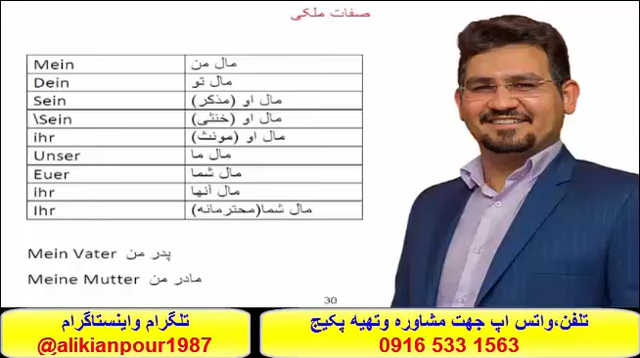 صفات ملکی
Mein مال من
Dein مال تو
Sein مال او (مذکر)
\Sein مال او (خنثی)
ihr مال او (مونث)
Unser مال ما
Euer مال شما
ihr مال آنها
Ihr مال شما(محترمانه)
Mein Vater پدر من
Meine Mutter مادر من
30
تلگرام واینستاگرام
@alikianpour1987
تلفن،واتس اپ جهت مشاوره وتهیه پکیج
0916 533 1563